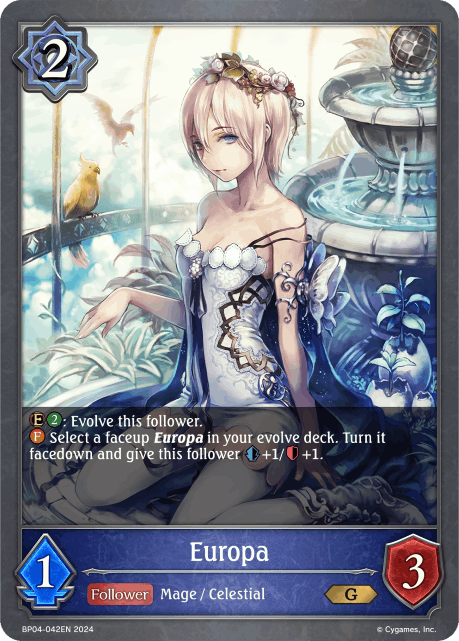 2
E 2 : Evolve this follower.
F Select a faceup Europa in your evolve deck. Turn it
facedown and give this follower +1/ +1.
Europa
1
Follower Mage / Celestial G
3
BP04-042EN 2024 © Cygames, Inc.